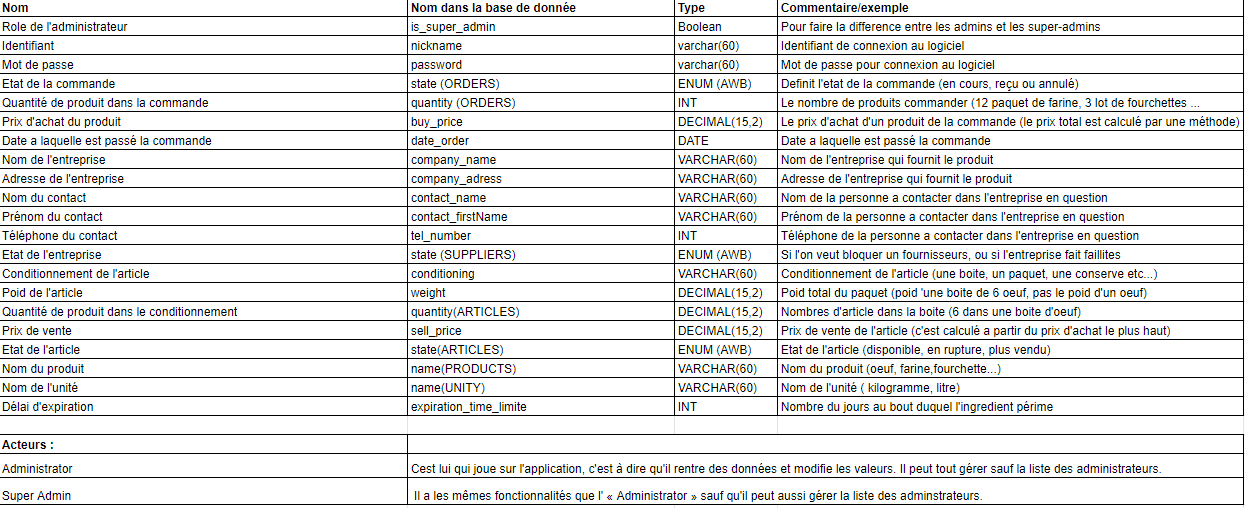 Nom Nom dans la base de donnée Type Commentaire/exemple
Role de l'administrateur is_super_admin Boolean Pour faire la difference entre les admins et les super-admins
Identifiant nickname varchar(60) Identifiant de connexion au logiciel
Mot de passe password varchar(60) Mot de passe pour connexion au logiciel
Etat de la commande state (ORDERS) ENUM (AWB) Definit l'etat de la commande (en cours, reçu ou annulé)
Quantité de produit dans la commande quantity (ORDERS) INT Le nombre de produits commander (12 paquet de farine, 3 lot de fourchettes ...
Prix d'achat du produit buy_price DECIMAL(15,2) Le prix d'achat d'un produit de la commande (le prix total est calculé par une méthode)
Date a laquelle est passé la commande date_order DATE Date a laquelle est passé la commande
Nom de l'entreprise company_name VARCHAR(60) Nom de l'entreprise qui fournit le produit
Adresse de l'entreprise company_adress VARCHAR(60) Adresse de l'entreprise qui fournit le produit
Nom du contact contact_name VARCHAR(60) Nom de la personne a contacter dans l'entreprise en question
Prénom du contact contact_firstName VARCHAR(60) Prénom de la personne a contacter dans l'entreprise en question
Téléphone du contact tel_number INT Téléphone de la personne a contacter dans l'entreprise en question
Etat de l'entreprise state (SUPPLIERS) ENUM (AWB) Si l'on veut bloquer un fournisseurs, ou si l'entreprise fait faillites
Conditionnement de l'article conditioning VARCHAR(60) Conditionnement de l'article (une boite, un paquet, une conserve etc...)
Poid de l'article weight DECIMAL(15,2) Poid total du paquet (poid 'une boite de 6 oeuf, pas le poid d'un oeuf)
Quantité de produit dans le conditionnement quantity(ARTICLES) DECIMAL(15,2) Nombres d'article dans la boite (6 dans une boite d'oeuf)
Prix de vente sell_price DECIMAL(15,2) Prix de vente de l'article (c'est calculé a partir du prix d'achat le plus haut)
Etat de l'article state(ARTICLES) ENUM (AWB) Etat de l'article (disponible, en rupture, plus vendu)
Nom du produit name(PRODUCTS) VARCHAR(60) Nom du produit (oeuf, farine,fourchette...)
Nom de l'unité name(UNITY) VARCHAR(60) Nom de l'unité ( kilogramme, litre)
Délai d'expiration expiration_time_limite INT Nombre du jours au bout duquel l'ingredient périme
Acteurs :
Administrator Cest lui qui joue sur l'application, c'est à dire qu'il rentre des données et modifie les valeurs. Il peut tout gérer sauf la liste des administrateurs.
Super Admin Il a les mêmes fonctionnalités que l' « Administrator » sauf qu'il peut aussi gérer la liste des adminstrateurs.